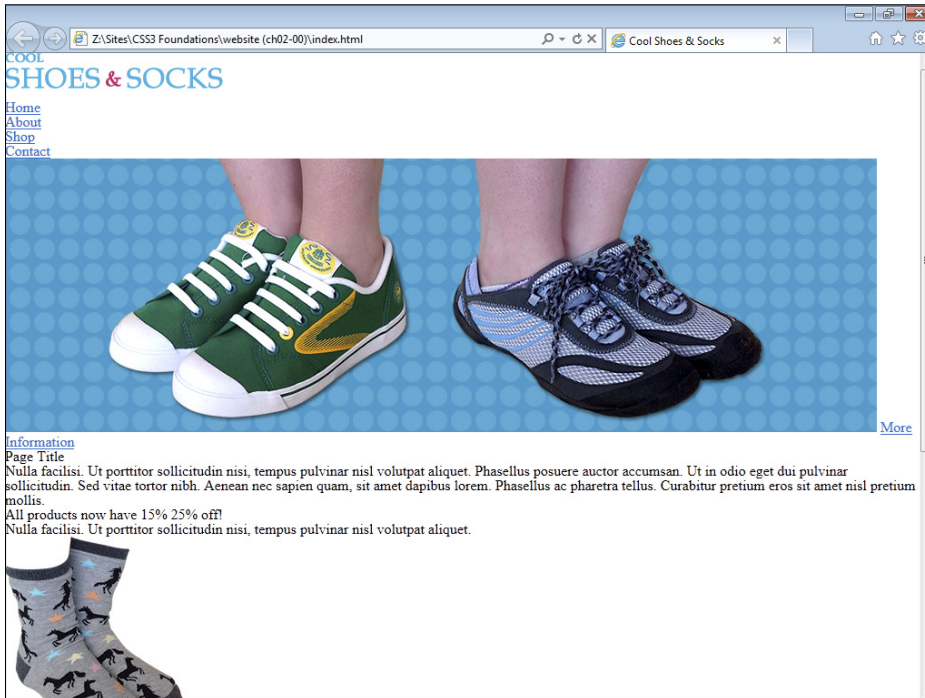 Z:\Sites\CSS3 Foundations\website (ch02-00)\index.html
Cool Shoes & Socks
COOL
SHOES & SOCKS
Home
About
Shop
Contact
More
Information
Page Title
Nulla facilisi. Ut porttitor sollicitudin nisi, tempus pulvinar nisl volutpat aliquet. Phasellus posuere auctor accumsan. Ut in odio eget dui pulvinar
sollicitudin. Sed vitae tortor nibh. Aenean nec sapien quam, sit amet dapibus lorem. Phasellus ac pharetra tellus. Curabitur pretium eros sit amet nisl pretium
mollis.
All products now have 15% 25% off!
Nulla facilisi. Ut porttitor sollicitudin nisi, tempus pulvinar nisl volutpat aliquet.